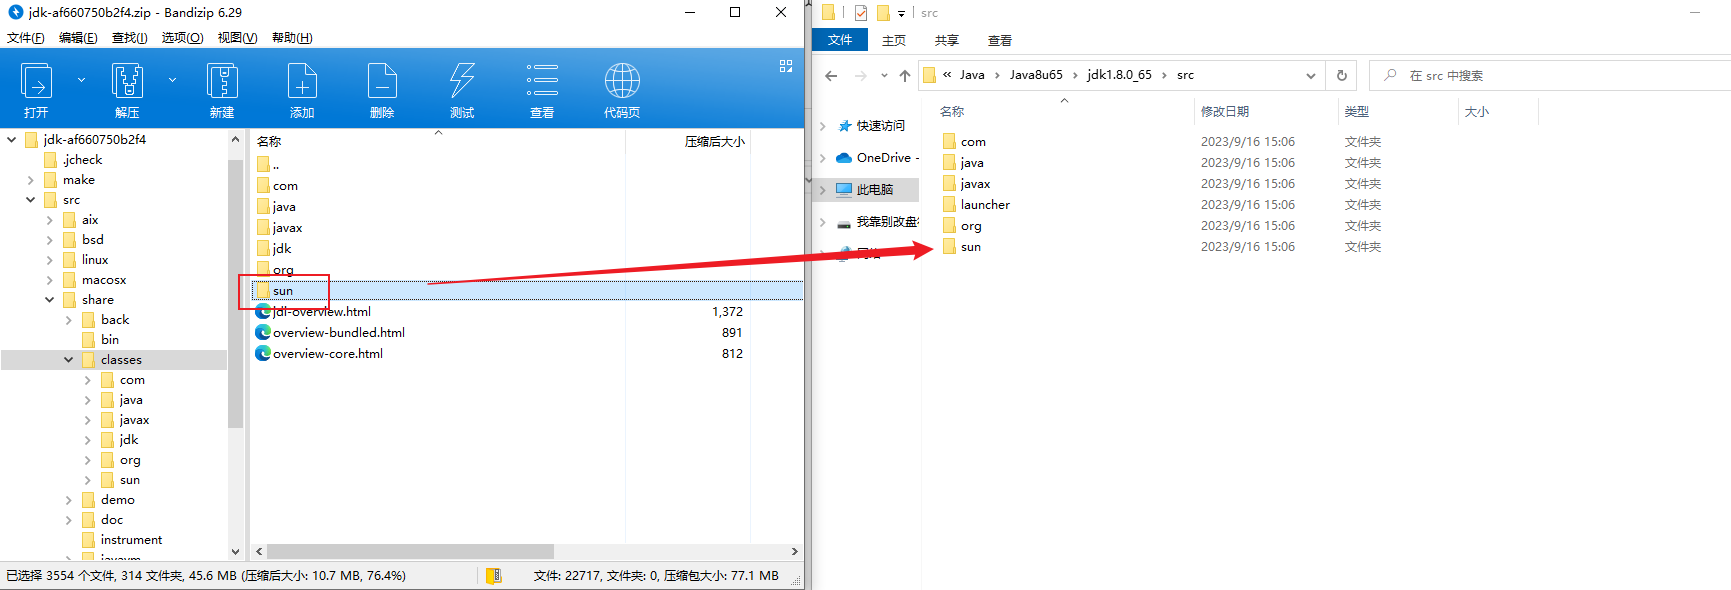 jdk-af660750b2f4.zip - Bandizip 6.29
文件(F) 编辑(E) 查找(I) 选项(O) 视图(V) 帮助(H)
打开 解压 新建 添加 删除 测试 查看 代码页
jdk-af660750b2f4
.jcheck
make
src
aix
bsd
linux
macosx
share
back
bin
classes
com
java
javax
jdk
org
sun
demo
doc
instrument
javavm
名称 压缩后大小
..
com
java
javax
jdk
org
sun
jdi-overview.html 1,372
overview-bundled.html 891
overview-core.html 812
已选择 3554 个文件, 314 文件夹, 45.6 MB (压缩后大小: 10.7 MB, 76.4%)
文件: 22717, 文件夹: 0, 压缩包大小: 77.1 MB
src
文件 主页 共享 查看
« Java › Java8u65 › jdk1.8.0_65 › src
在 src 中搜索
快速访问
OneDrive -
此电脑
我靠别改盘
网络
名称 修改日期 类型 大小
com 2023/9/16 15:06 文件夹
java 2023/9/16 15:06 文件夹
javax 2023/9/16 15:06 文件夹
launcher 2023/9/16 15:06 文件夹
org 2023/9/16 15:06 文件夹
sun 2023/9/16 15:06 文件夹